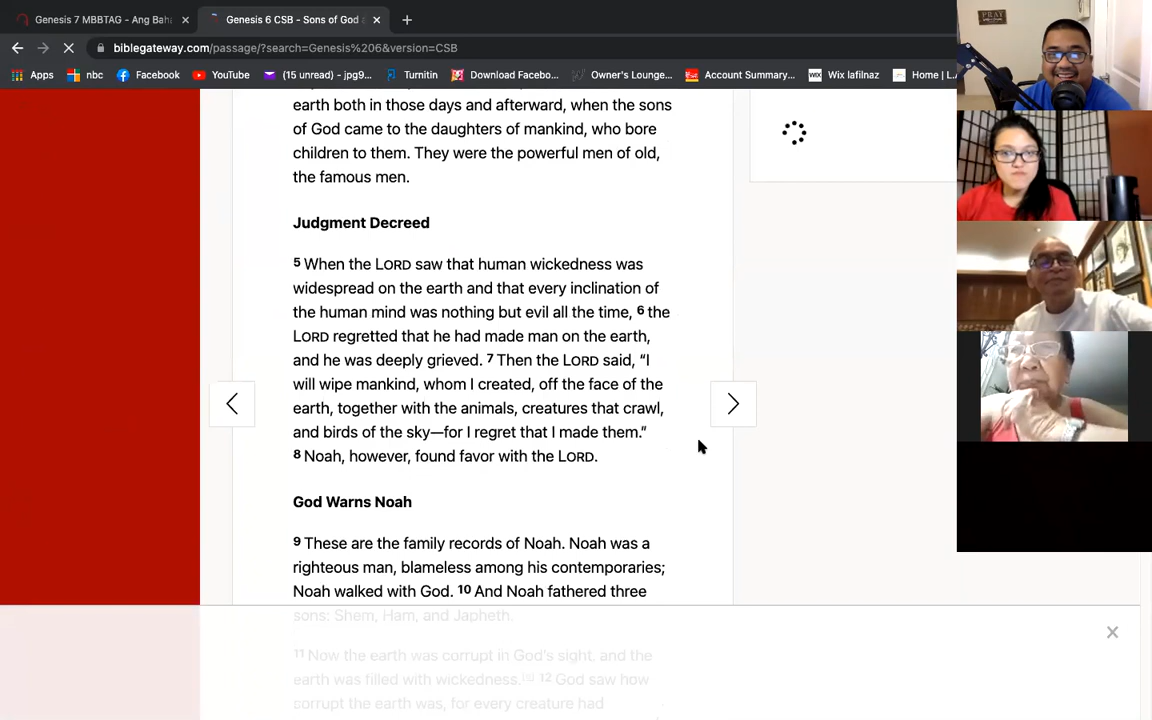 Genesis 7 MBBTAG - Ang Bah
Genesis 6 CSB - Sons of God a
biblegateway.com/passage/?search=Genesis%206&version=CSB
Apps nbc Facebook YouTube (15 unread) - jpg9... Turnitin Download Facebo... Owner's Lounge... Account Summary... WIX Wix lafilnaz Home | L.A
PRAY
earth both in those days and afterward, when the sons
of God came to the daughters of mankind, who bore
children to them. They were the powerful men of old,
the famous men.
Judgment Decreed
5 When the LORD saw that human wickedness was
widespread on the earth and that every inclination of
the human mind was nothing but evil all the time, 6 the
LORD regretted that he had made man on the earth,
and he was deeply grieved. 7 Then the LORD said, “I
will wipe mankind, whom I created, off the face of the
earth, together with the animals, creatures that crawl,
and birds of the sky—for I regret that I made them.”
8 Noah, however, found favor with the LORD.
God Warns Noah
9 These are the family records of Noah. Noah was a
righteous man, blameless among his contemporaries;
Noah walked with God. 10 And Noah fathered three
sons: Shem, Ham, and Japheth.
11 Now the earth was corrupt in God's sight, and the
earth was filled with wickedness. 12 God saw how
corrupt the earth was, for every creature had